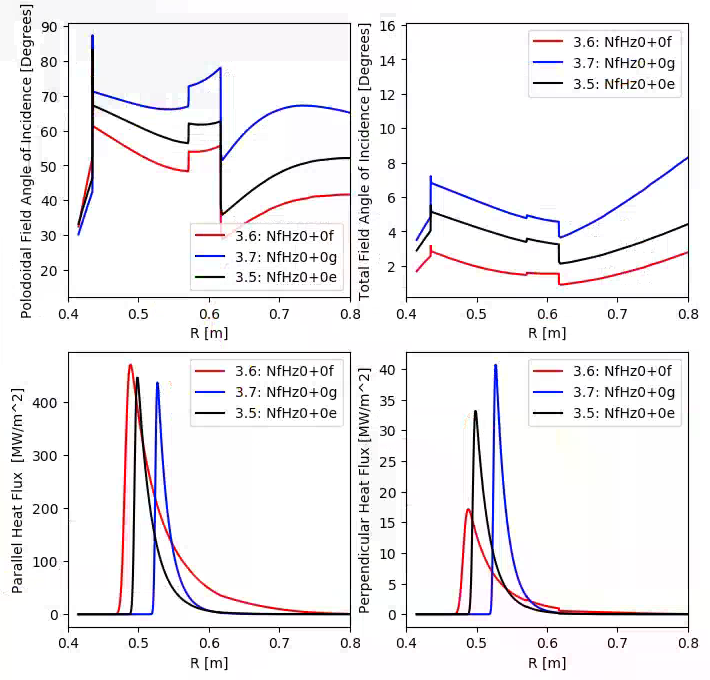 Polodoidal Field Angle of Incidence [Degrees]
90
80
70
60
50
40
30
20
0.4 0.5 0.6 0.7 0.8
R [m]
3.6: NfHz0+0f
3.7: NfHz0+0g
3.5: NfHz0+0e
Total Field Angle of Incidence [Degrees]
16
14
12
10
8
6
4
2
0.4 0.5 0.6 0.7 0.8
R [m]
3.6: NfHz0+0f
3.7: NfHz0+0g
3.5: NfHz0+0e
Parallel Heat Flux [MW/m^2]
400
300
200
100
0
0.4 0.5 0.6 0.7 0.8
R [m]
3.6: NfHz0+0f
3.7: NfHz0+0g
3.5: NfHz0+0e
Perpendicular Heat Flux [MW/m^2]
40
35
30
25
20
15
10
5
0
0.4 0.5 0.6 0.7 0.8
R [m]
3.6: NfHz0+0f
3.7: NfHz0+0g
3.5: NfHz0+0e